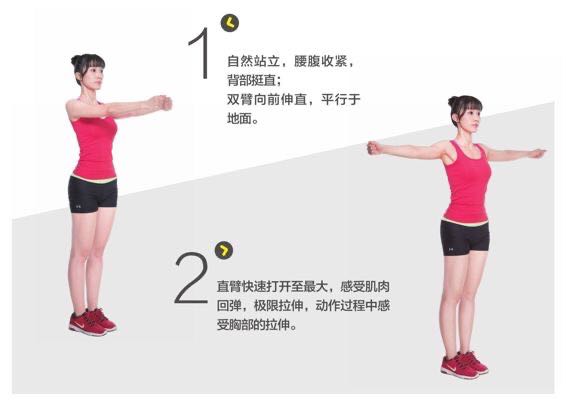 1
自然站立，腰腹收紧，
背部挺直；
双臂向前伸直，平行于
地面。
2
直臂快速打开至最大，感受肌肉
回弹，极限拉伸，动作过程中感
受胸部的拉伸。